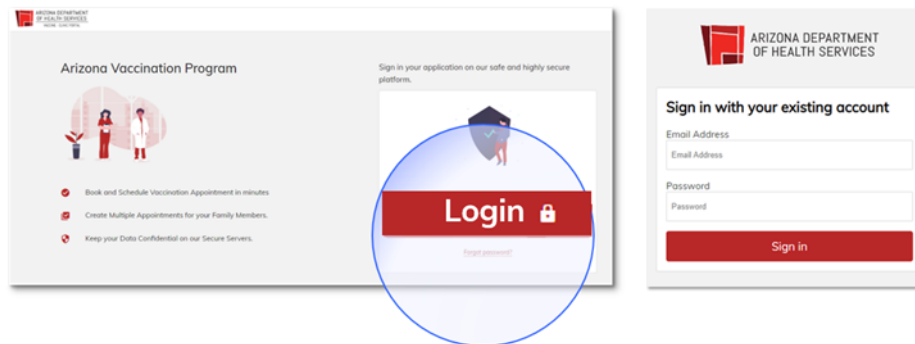 ARIZONA DEPARTMENT
OF HEALTH SERVICES
Arizona Vaccination Program
Sign in your application on our safe and highly secure
platform.
Book and Schedule Vaccination Appointment in minutes
Create Multiple Appointments for your Family Members.
Keep your Data Confidential on our Secure Servers.
Login
Forgot password?
ARIZONA DEPARTMENT
OF HEALTH SERVICES
Sign in with your existing account
Email Address
Email Address
Password
Password
Sign in